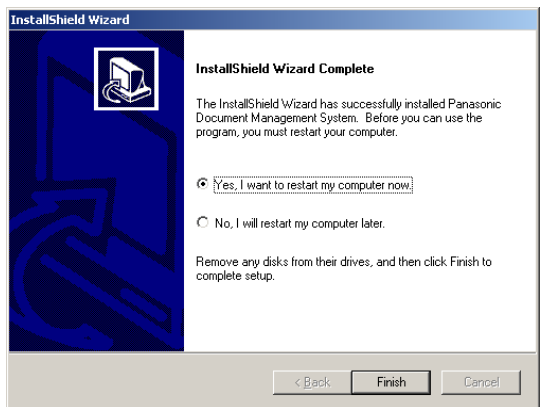 InstallShield Wizard
InstallShield Wizard Complete
The InstallShield Wizard has successfully installed Panasonic
Document Management System.  Before you can use the
program, you must restart your computer.
Yes, I want to restart my computer now.
No, I will restart my computer later.
Remove any disks from their drives, and then click Finish to
complete setup.
< Back Finish Cancel